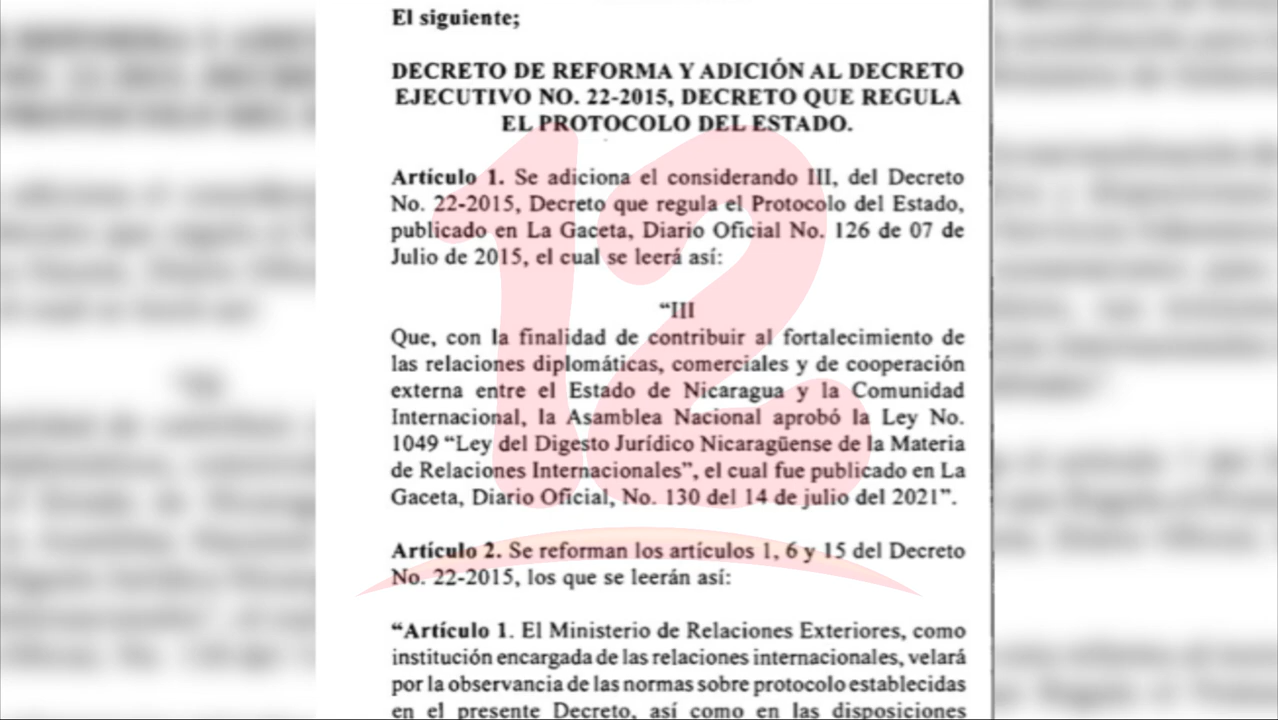 El siguiente;
DECRETO DE REFORMA Y ADICIÓN AL DECRETO
EJECUTIVO NO. 22-2015, DECRETO QUE REGULA
EL PROTOCOLO DEL ESTADO.
Artículo 1. Se adiciona el considerando III, del Decreto
No. 22-2015, Decreto que regula el Protocolo del Estado,
publicado en La Gaceta, Diario Oficial No. 126 de 07 de
Julio de 2015, el cual se leerá así:
“III
Que, con la finalidad de contribuir al fortalecimiento de
las relaciones diplomáticas, comerciales y de cooperación
externa entre el Estado de Nicaragua y la Comunidad
Internacional, la Asamblea Nacional aprobó la Ley No.
1049 “Ley del Digesto Jurídico Nicaragüense de la Materia
de Relaciones Internacionales”, el cual fue publicado en La
Gaceta, Diario Oficial, No. 130 del 14 de julio del 2021”.
Artículo 2. Se reforman los artículos 1, 6 y 15 del Decreto
No. 22-2015, los que se leerán así:
“Artículo 1. El Ministerio de Relaciones Exteriores, como
institución encargada de las relaciones internacionales, velará
por la observancia de las normas sobre protocolo establecidas
en el presente Decreto, así como en las disposiciones
12